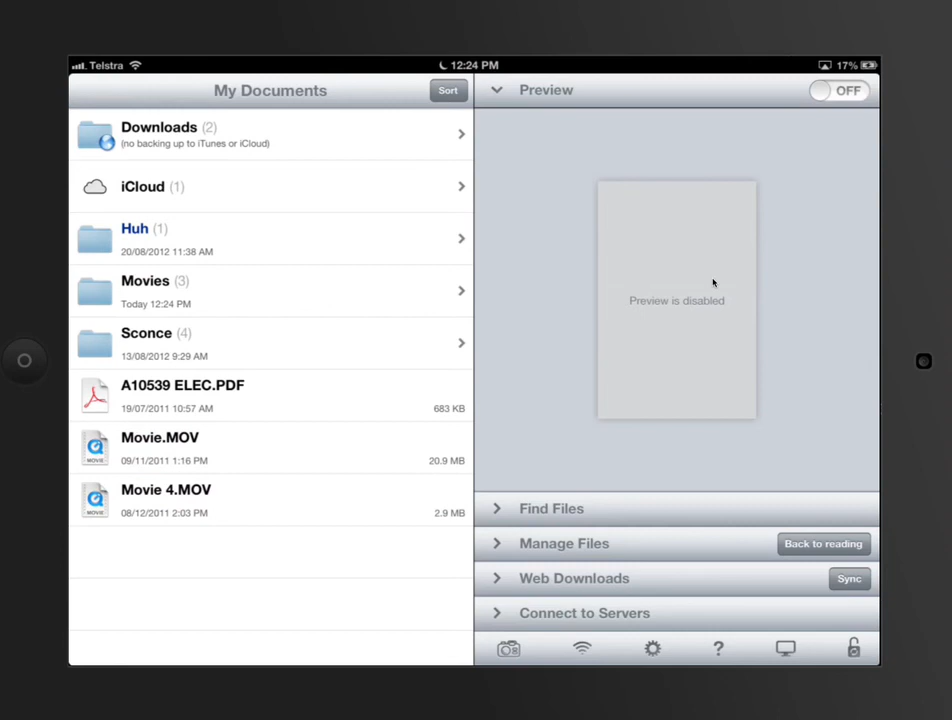 Telstra
12:24 PM
17%
My Documents
Sort
Downloads (2)
(no backing up to iTunes or iCloud)
iCloud (1)
Huh (1)
20/08/2012 11:38 AM
Movies (3)
Today 12:24 PM
Sconce (4)
13/08/2012 9:29 AM
A10539 ELEC.PDF
19/07/2011 10:57 AM
683 KB
MOVIE
Movie.MOV
09/11/2011 1:16 PM
20.9 MB
MOVIE
Movie 4.MOV
08/12/2011 2:03 PM
2.9 MB
Preview
OFF
Preview is disabled
Find Files
Manage Files
Back to reading
Web Downloads
Sync
Connect to Servers
?